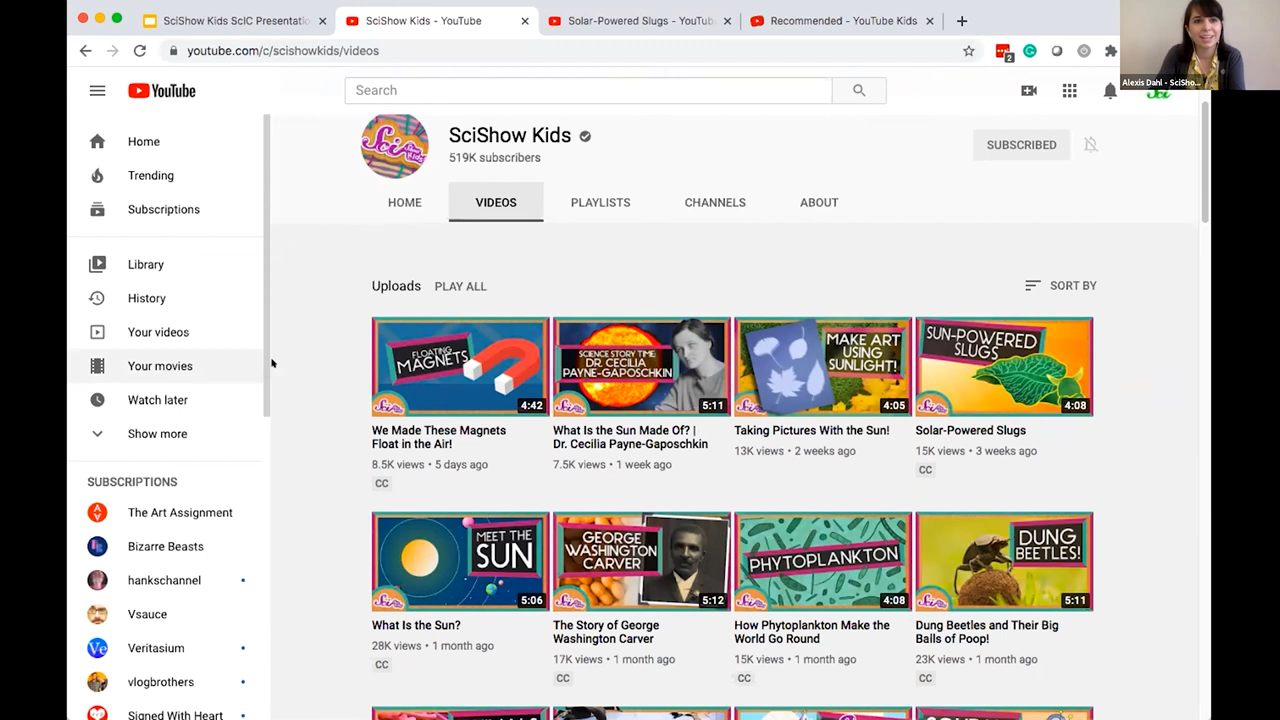 SciShow Kids ScIC Presentatio
SciShow Kids - YouTube
Solar-Powered Slugs - YouTub
Recommended - YouTube Kids
youtube.com/c/scishowkids/videos
2
Alexis Dahl - SciSho...
YouTube
Search
Home
Trending
Subscriptions
Library
History
Your videos
Your movies
Watch later
Show more
SUBSCRIPTIONS
The Art Assignment
Bizarre Beasts
hankschannel
Vsauce
Veritasium
vlogbrothers
Signed With Heart
SciShow Kids
519K subscribers
SUBSCRIBED
HOME VIDEOS PLAYLISTS CHANNELS ABOUT
Uploads PLAY ALL
SORT BY
FLOATING
MAGNETS
4:42
We Made These Magnets
Float in the Air!
8.5K views • 5 days ago
CC
SCIENCE STORY TIME:
DR. CECILIA
PAYNE-GAPOSCHKIN
5:11
What Is the Sun Made Of? |
Dr. Cecilia Payne-Gaposchkin
7.5K views • 1 week ago
MAKE ART
USING
SUNLIGHT!
4:05
Taking Pictures With the Sun!
13K views • 2 weeks ago
SUN-POWERED
SLUGS
4:08
Solar-Powered Slugs
15K views • 3 weeks ago
CC
MEET
THE
SUN
5:06
What Is the Sun?
28K views • 1 month ago
CC
GEORGE
WASHINGTON
CARVER
5:12
The Story of George
Washington Carver
17K views • 1 month ago
CC
PHYTOPLANKTON
4:08
How Phytoplankton Make the
World Go Round
15K views • 1 month ago
CC
DUNG
BEETLES!
5:11
Dung Beetles and Their Big
Balls of Poop!
23K views • 1 month ago
CC